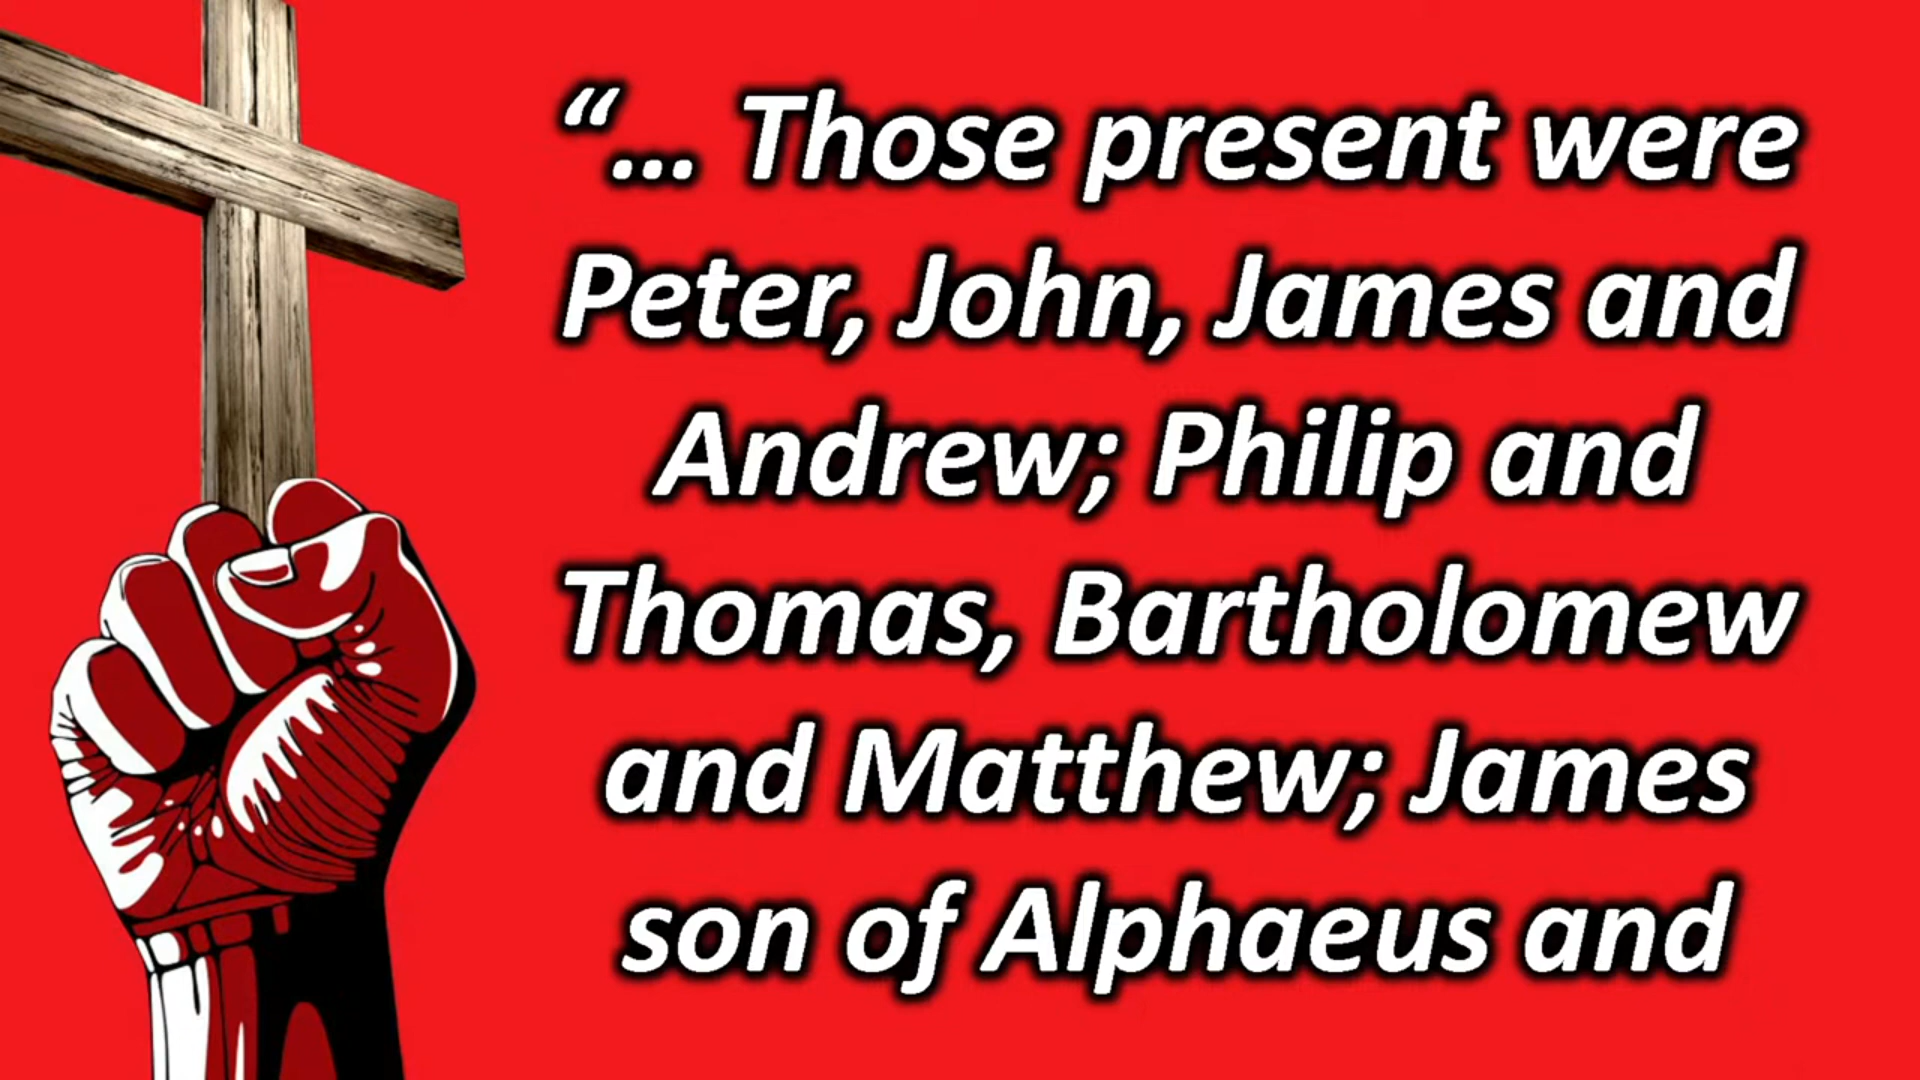 “... Those present were
Peter, John, James and
Andrew; Philip and
Thomas, Bartholomew
and Matthew; James
son of Alphaeus and